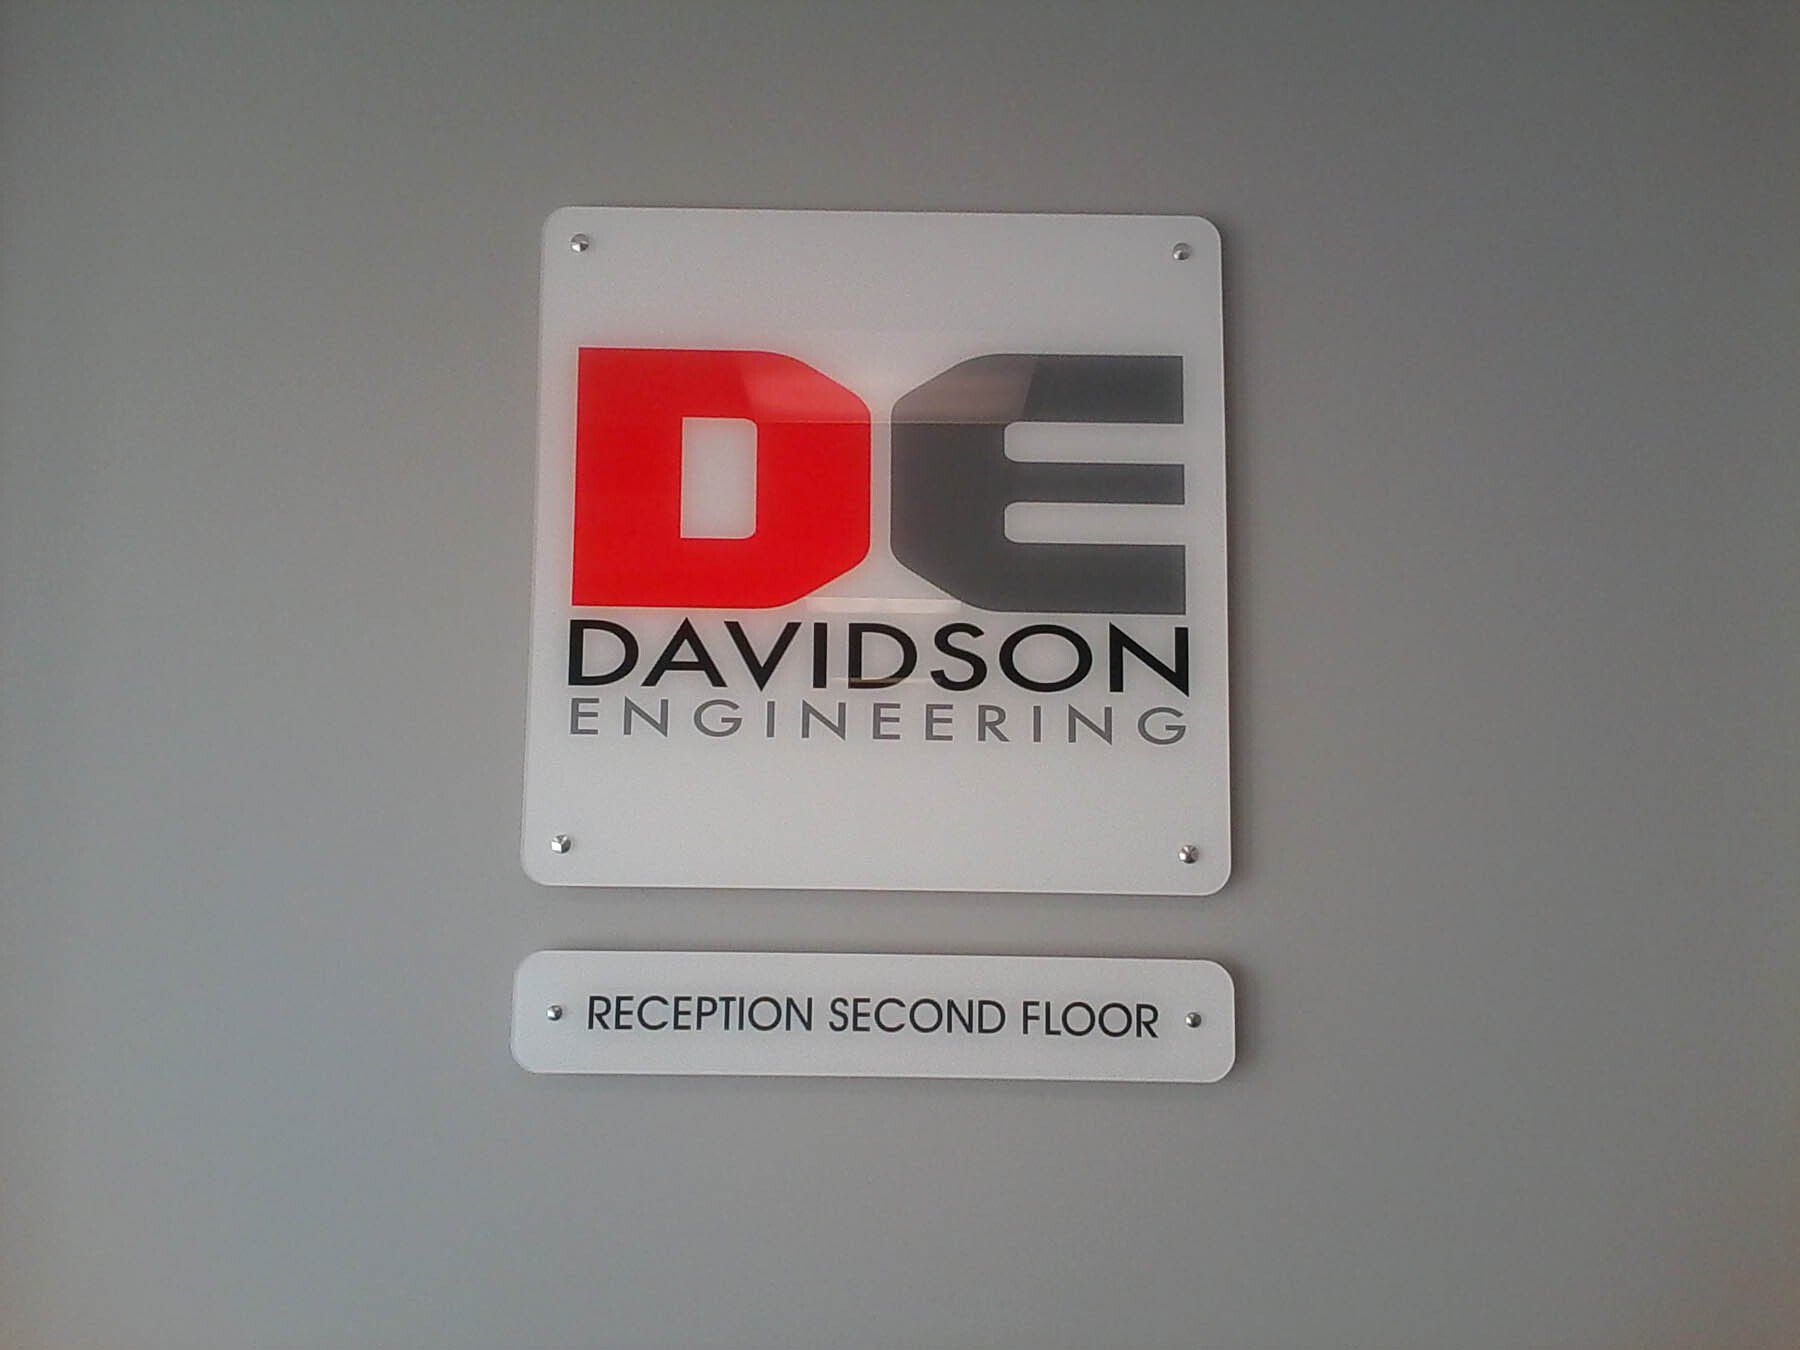 DE
DAVIDSON
ENGINEERING
RECEPTION SECOND FLOOR